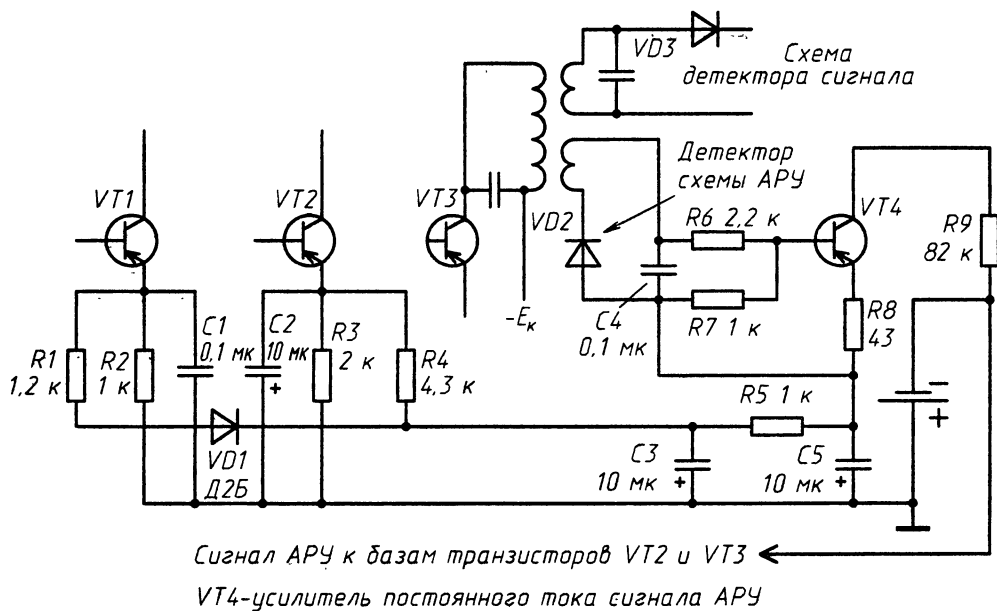 VD3
Схема
детектора сигнала
Детектор
схемы АРУ
VT1
VT2
VT3
VD2
R6 2,2 к
VT4
R9
82 к
-Eк
C4
0,1 мк
R7 1 к
R8
43
R1
1,2 к
R2
1 к
C1
0,1 мк
C2
10 мк
+
R3
2 к
R4
4,3 к
R5 1 к
−
+
VD1
Д2Б
C3
10 мк
+
C5
10 мк
+
Сигнал АРУ к базам транзисторов VT2 и VT3
VT4-усилитель постоянного тока сигнала АРУ